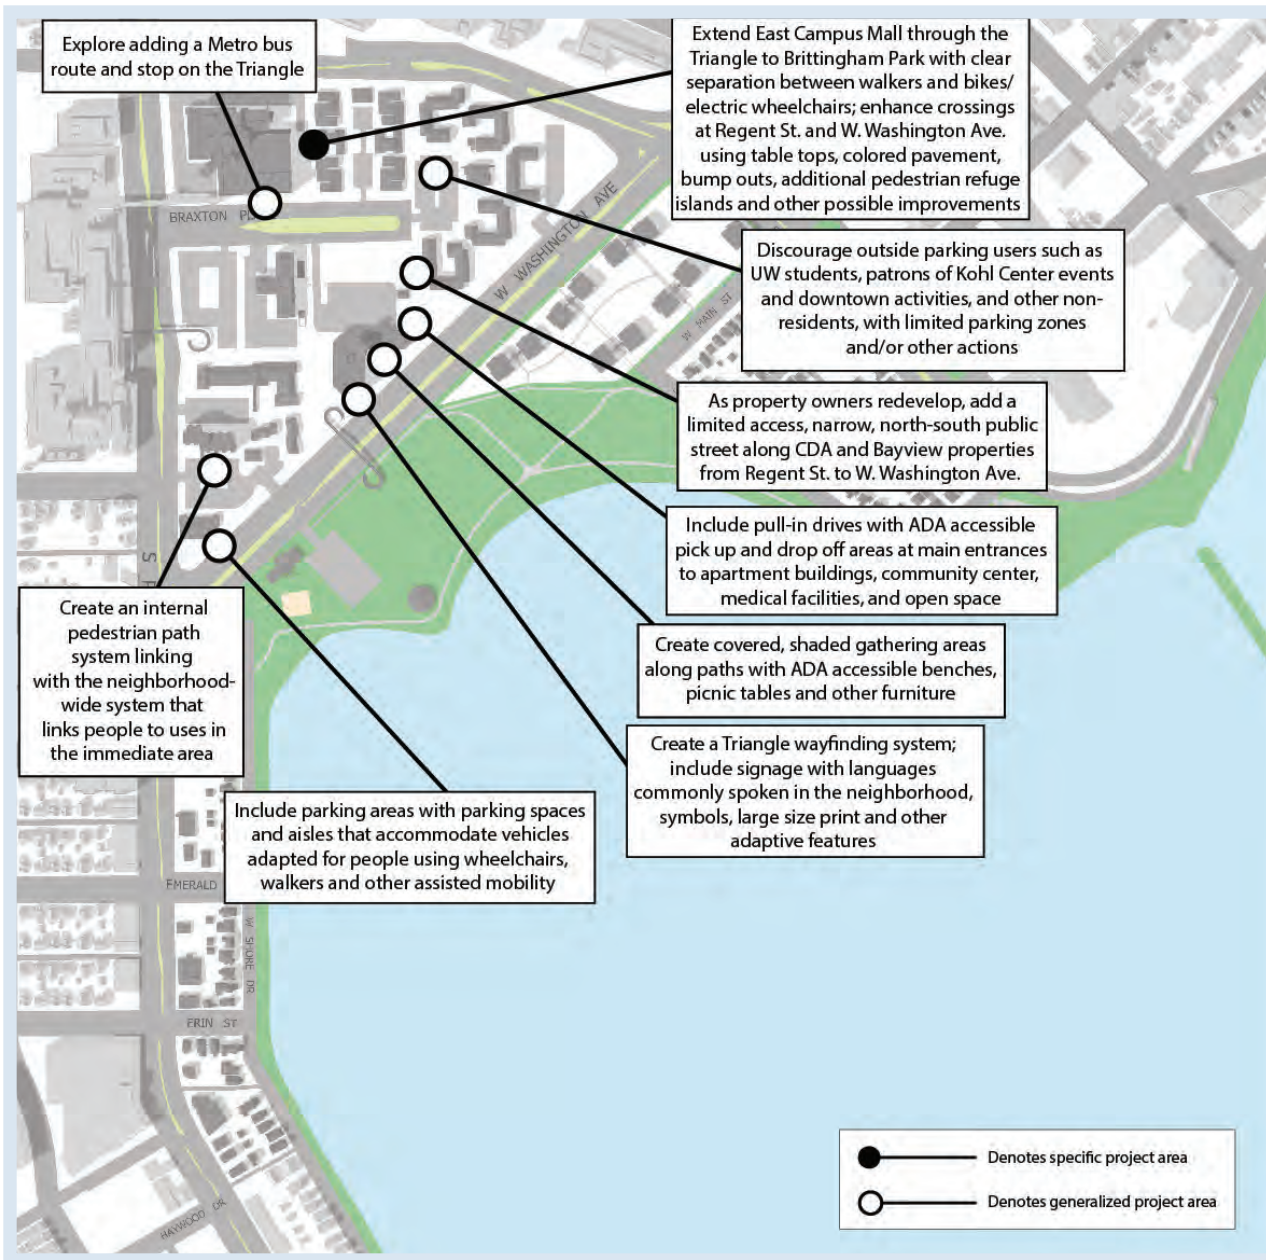 Explore adding a Metro bus
route and stop on the Triangle
Extend East Campus Mall through the
Triangle to Brittingham Park with clear
separation between walkers and bikes/
electric wheelchairs; enhance crossings
at Regent St. and W. Washington Ave.
using table tops, colored pavement,
bump outs, additional pedestrian refuge
islands and other possible improvements
BRAXTON PL
W WASHINGTON AVE
Discourage outside parking users such as
UW students, patrons of Kohl Center events
and downtown activities, and other non-
residents, with limited parking zones
and/or other actions
W MAIN ST
As property owners redevelop, add a
limited access, narrow, north-south public
street along CDA and Bayview properties
from Regent St. to W. Washington Ave.
Include pull-in drives with ADA accessible
pick up and drop off areas at main entrances
to apartment buildings, community center,
medical facilities, and open space
S
Create an internal
pedestrian path
system linking
with the neighborhood-
wide system that
links people to uses in
the immediate area
Create covered, shaded gathering areas
along paths with ADA accessible benches,
picnic tables and other furniture
Create a Triangle wayfinding system;
include signage with languages
commonly spoken in the neighborhood,
symbols, large size print and other
adaptive features
Include parking areas with parking spaces
and aisles that accommodate vehicles
adapted for people using wheelchairs,
walkers and other assisted mobility
EMERALD
W SHORE DR
ERIN ST
HAYWOOD DR
Denotes specific project area
Denotes generalized project area